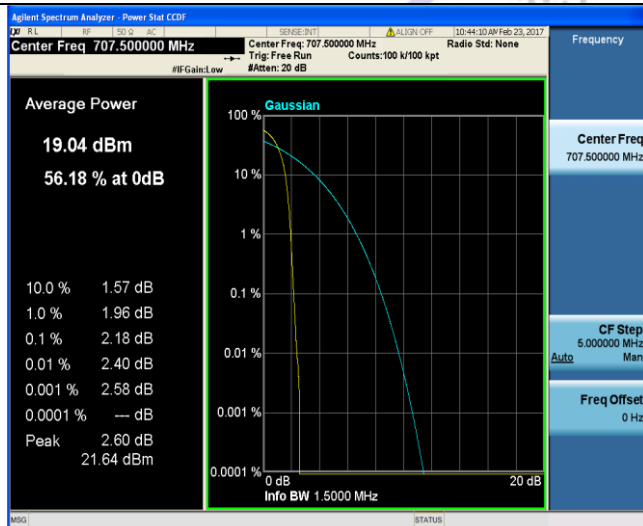 Agilent Spectrum Analyzer - Power Stat CCDF
RL RF 50 Ω AC SENSE:INT ALIGN OFF 10:44:10 AM Feb 23, 2017
Center Freq 707.500000 MHz
Center Freq: 707.500000 MHz Radio Std: None
Trig: Free Run Counts:100 k/100 kpt
#IFGain:Low #Atten: 20 dB
Frequency
Average Power
19.04 dBm
56.18 % at 0dB
10.0 % 1.57 dB
1.0 % 1.96 dB
0.1 % 2.18 dB
0.01 % 2.40 dB
0.001 % 2.58 dB
0.0001 % --- dB
Peak 2.60 dB
21.64 dBm
Gaussian
100 %
10 %
1 %
0.1 %
0.01 %
0.001 %
0.0001 %
0 dB 20 dB
Info BW 1.5000 MHz
Center Freq
707.500000 MHz
CF Step
5.000000 MHz
Auto Man
Freq Offset
0 Hz
MSG STATUS